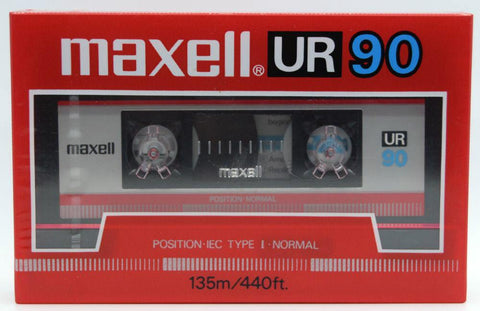 maxell® UR 90
maxell
UR
90
maxell
POSITION·NORMAL
POSITION·IEC TYPE I·NORMAL
135m/440ft.